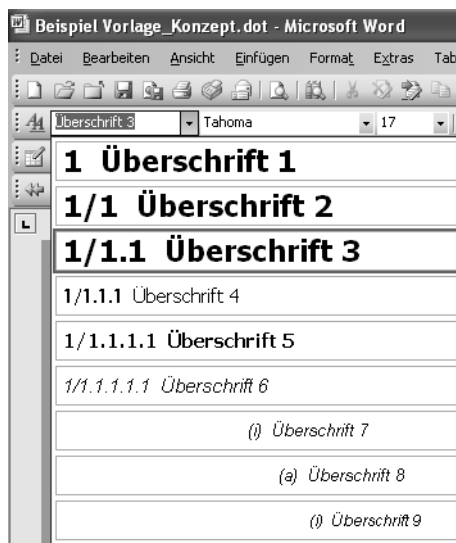 Beispiel Vorlage_Konzept.dot - Microsoft Word
Datei Bearbeiten Ansicht Einfügen Format Extras Tab
Überschrift 3 Tahoma 17
1 Überschrift 1
1/1 Überschrift 2
1/1.1 Überschrift 3
1/1.1.1 Überschrift 4
1/1.1.1.1 Überschrift 5
1/1.1.1.1.1 Überschrift 6
(i) Überschrift 7
(a) Überschrift 8
(i) Überschrift 9